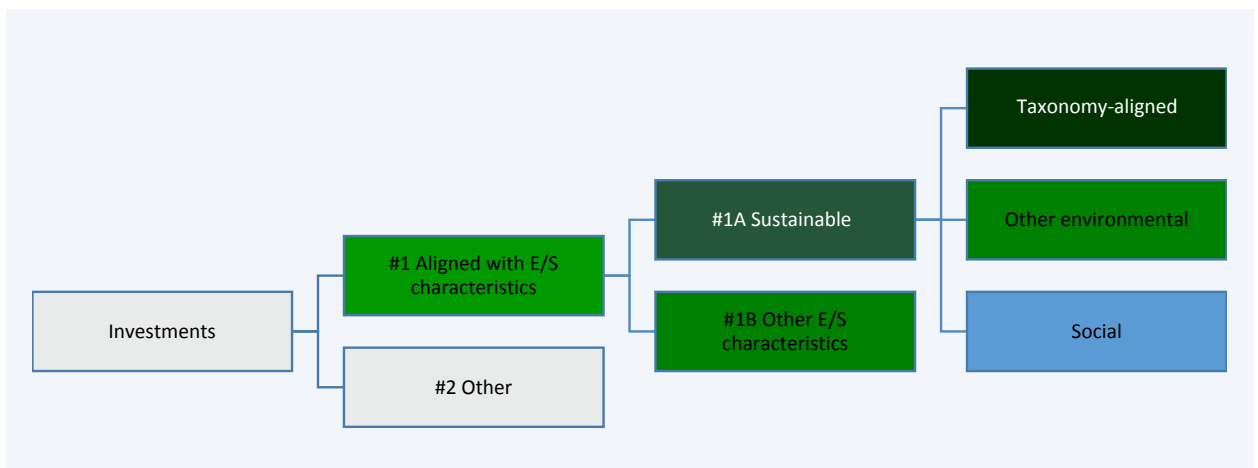 Investments
#1 Aligned with E/S
characteristics
#2 Other
#1A Sustainable
#1B Other E/S
characteristics
Taxonomy-aligned
Other environmental
Social